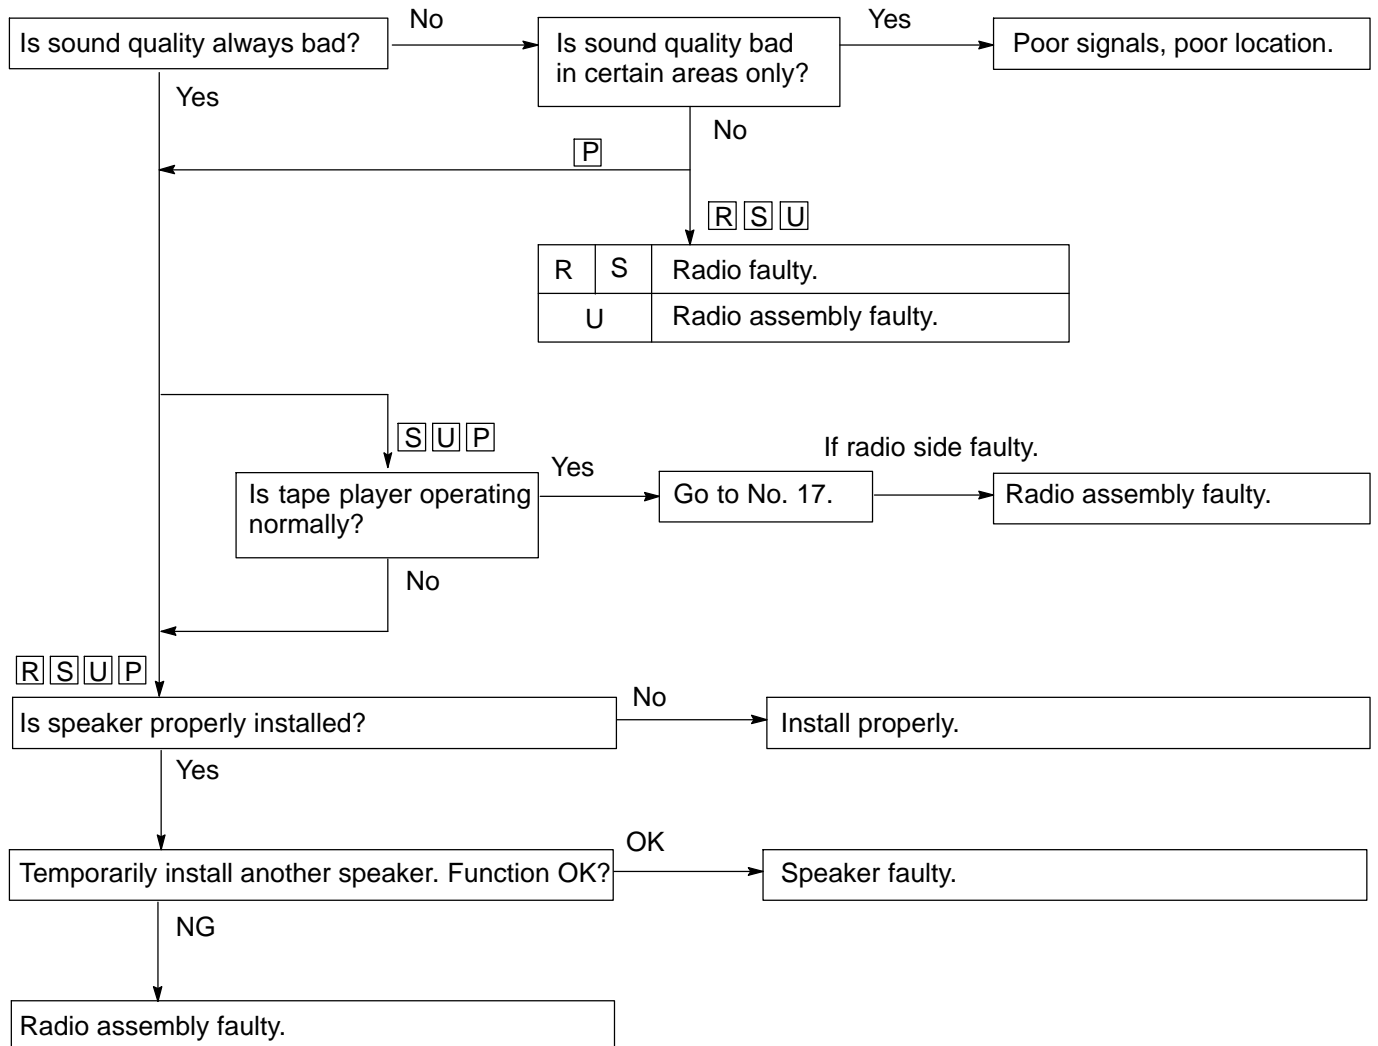 No
Yes
Is sound quality always bad?
Is sound quality bad
in certain areas only?
Poor signals, poor location.
Yes
No
P
R S U
R S Radio faulty.
U Radio assembly faulty.
S U P
If radio side faulty.
Yes
Is tape player operating
normally?
Go to No. 17.
Radio assembly faulty.
No
R S U P
No
Is speaker properly installed?
Install properly.
Yes
OK
Temporarily install another speaker. Function OK?
Speaker faulty.
NG
Radio assembly faulty.